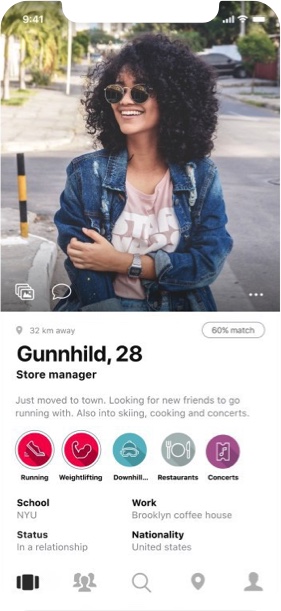 9:41
32 km away
60% match
Gunnhild, 28
Store manager
Just moved to town. Looking for new friends to go
running with. Also into skiing, cooking and concerts.
Running
Weightlifting
Downhill...
Restaurants
Concerts
School
Work
NYU
Brooklyn coffee house
Status
Nationality
In a relationship
United states